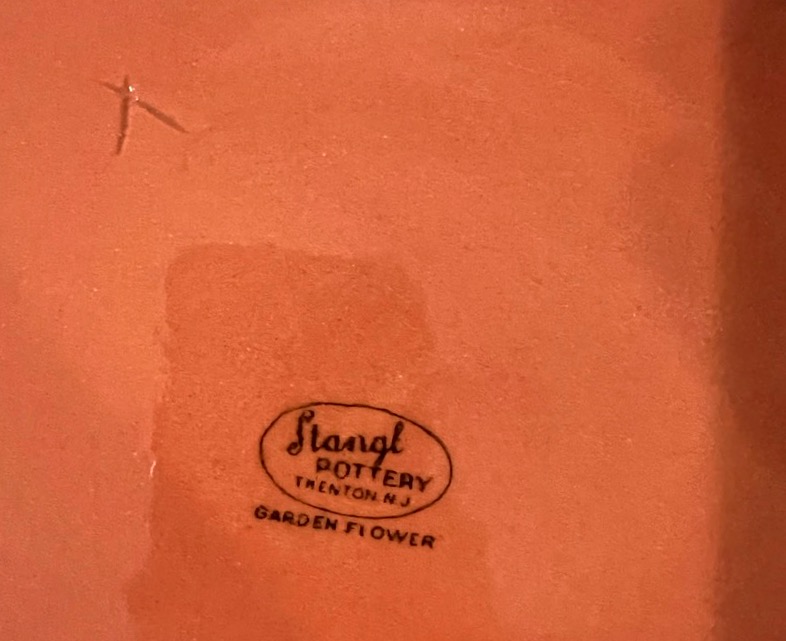 Stangl
POTTERY
TRENTON. N.J
GARDEN FLOWER